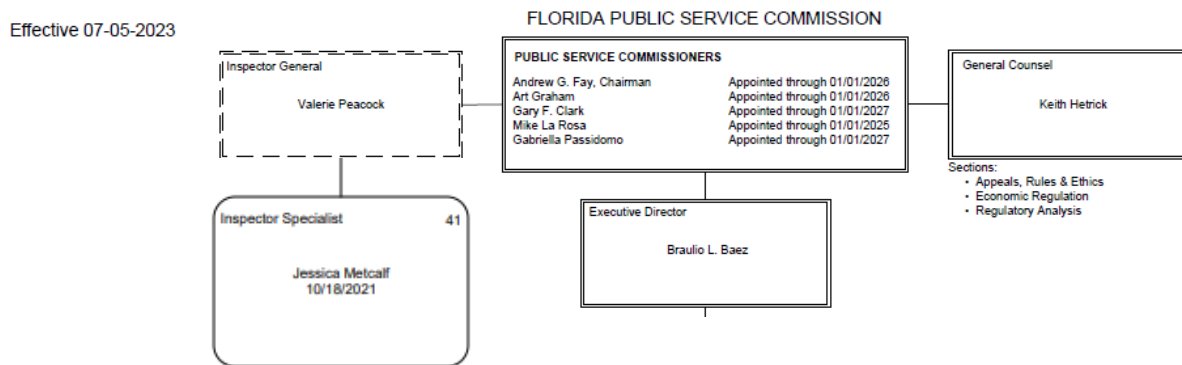 Effective 07-05-2023
FLORIDA PUBLIC SERVICE COMMISSION
Inspector General
Valerie Peacock
PUBLIC SERVICE COMMISSIONERS
Andrew G. Fay, Chairman Appointed through 01/01/2026
Art Graham Appointed through 01/01/2026
Gary F. Clark Appointed through 01/01/2027
Mike La Rosa Appointed through 01/01/2025
Gabriella Passidomo Appointed through 01/01/2027
General Counsel
Keith Hetrick
Sections:
• Appeals, Rules & Ethics
• Economic Regulation
• Regulatory Analysis
Inspector Specialist 41
Jessica Metcalf
10/18/2021
Executive Director
Braulio L. Baez